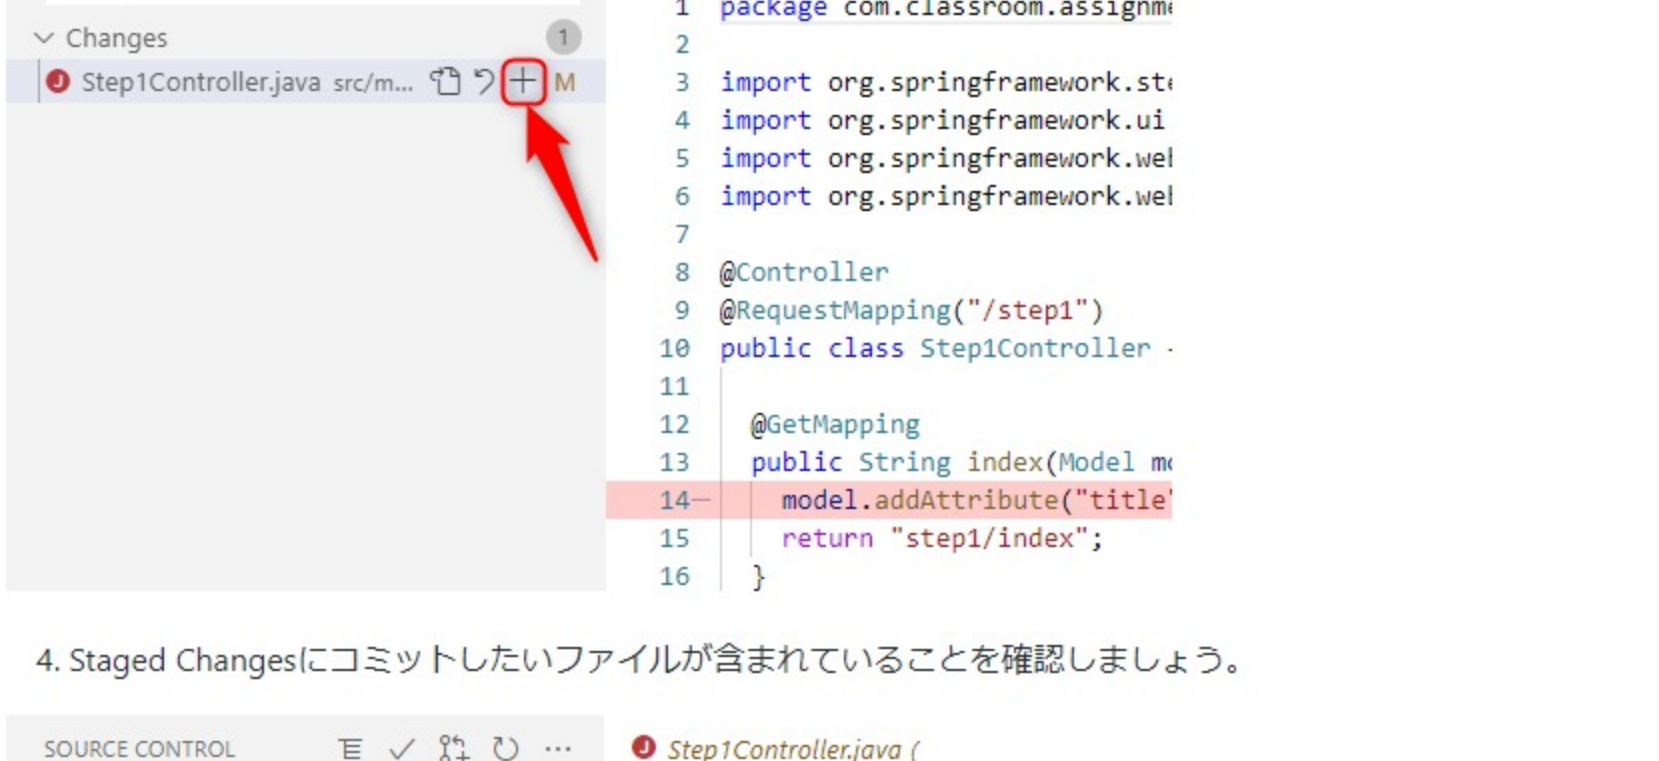 Changes 1
Step1Controller.java src/m... M
1 package com.classroom.assignm
2
3 import org.springframework.st
4 import org.springframework.ui
5 import org.springframework.we
6 import org.springframework.we
7
8 @Controller
9 @RequestMapping("/step1")
10 public class Step1Controller
11
12 @GetMapping
13 public String index(Model m
14 model.addAttribute("title"
15 return "step1/index";
16 }
4. Staged Changesにコミットしたいファイルが含まれていることを確認しましょう。
SOURCE CONTROL ...
J Step1Controller.java (